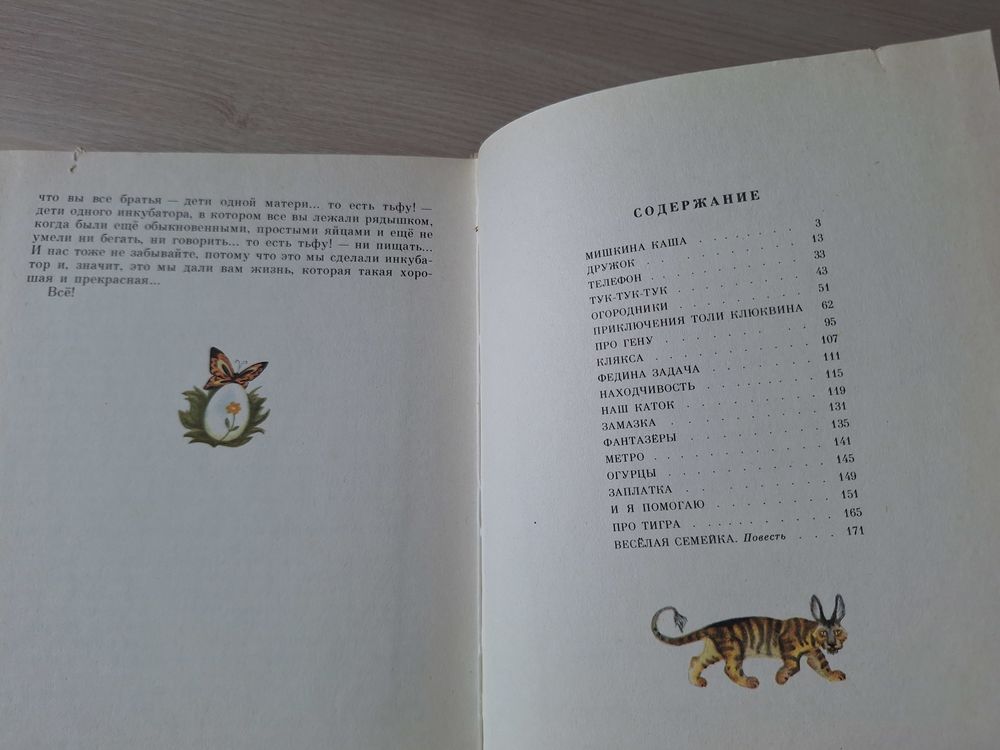 что вы все братья — дети одной матери... то есть тьфу! —
дети одного инкубатора, в котором все вы лежали рядышком,
когда были ещё обыкновенными, простыми яйцами и ещё не
умели ни бегать, ни говорить... то есть тьфу! — ни пищать...
И нас тоже не забывайте, потому что это мы сделали инкуба-
тор и, значит, это мы дали вам жизнь, которая такая хоро-
шая и прекрасная...
Всё!
СОДЕРЖАНИЕ
МИШКИНА КАША . . . . . . . . 3
ДРУЖОК . . . . . . . . . . 13
ТЕЛЕФОН . . . . . . . . . . 33
ТУК-ТУК-ТУК . . . . . . . . . 43
ОГОРОДНИКИ . . . . . . . . . 51
ПРИКЛЮЧЕНИЯ ТОЛИ КЛЮКВИНА 62
ПРО ГЕНУ . . . . . . . . . . 95
КЛЯКСА . . . . . . . . . . 107
ФЕДИНА ЗАДАЧА . . . . . . . . 111
НАХОДЧИВОСТЬ . . . . . . . . 115
НАШ КАТОК . . . . . . . . . 119
ЗАМАЗКА . . . . . . . . . . 131
ФАНТАЗЁРЫ . . . . . . . . . 135
МЕТРО . . . . . . . . . . 141
ОГУРЦЫ . . . . . . . . . . 145
ЗАПЛАТКА . . . . . . . . . 149
И Я ПОМОГАЮ . . . . . . . . 151
ПРО ТИГРА . . . . . . . . . 165
ВЕСЁЛАЯ СЕМЕЙКА. Повесть . . . 171